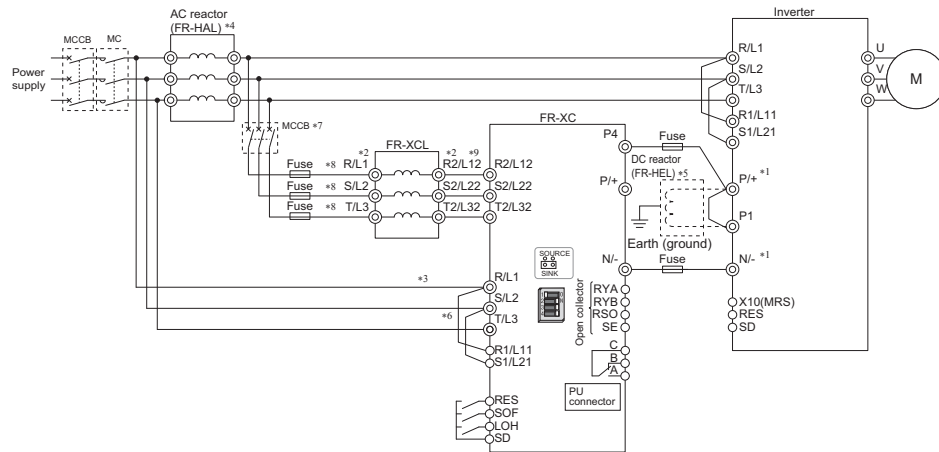 AC reactor
(FR-HAL) *4
Inverter
MCCB
MC
Power
supply
R/L1
S/L2
T/L3
R1/L11
S1/L21
U
V
W
M
MCCB *7
FR-XCL
FR-XC
Fuse *8 R/L1 *2
Fuse *8 S/L2
Fuse *8 T/L3
*2 *9
R2/L12 R2/L12
S2/L22 S2/L22
T2/L32 T2/L32
P4
Fuse
DC reactor
(FR-HEL) *5
P/+
P/+ *1
P1
Earth (ground)
N/-
Fuse
N/- *1
SOURCE
SINK
*3
R/L1
S/L2
*6
T/L3
R1/L11
S1/L21
Open collector
RYA
RYB
RSO
SE
C
B
A
PU
connector
X10(MRS)
RES
SD
RES
SOF
LOH
SD